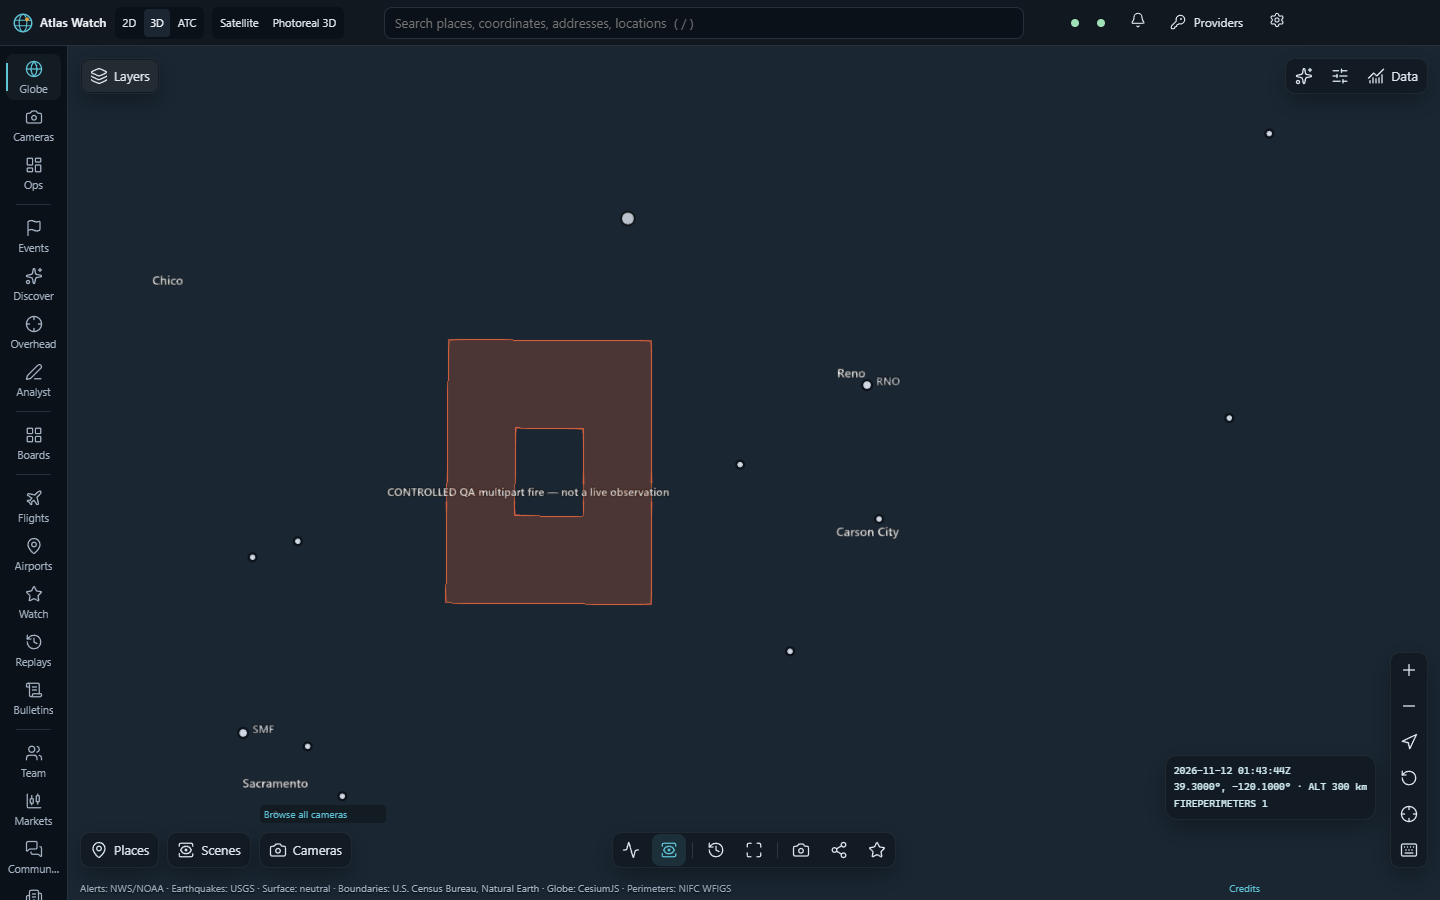 Atlas Watch
2D 3D ATC
Satellite Photoreal 3D
Search places, coordinates, addresses, locations ( / )
Providers
Globe
Cameras
Ops
Events
Discover
Overhead
Analyst
Boards
Flights
Airports
Watch
Replays
Bulletins
Team
Markets
Commun...
Layers
Data
Chico
Reno
RNO
CONTROLLED QA multipart fire — not a live observation
Carson City
SMF
Sacramento
Browse all cameras
2026-11-12 01:43:44Z
39.3000°, -120.1000° · ALT 300 km
FIREPERIMETERS 1
Places
Scenes
Cameras
Alerts: NWS/NOAA · Earthquakes: USGS · Surface: neutral · Boundaries: U.S. Census Bureau, Natural Earth · Globe: CesiumJS · Perimeters: NIFC WFIGS
Credits